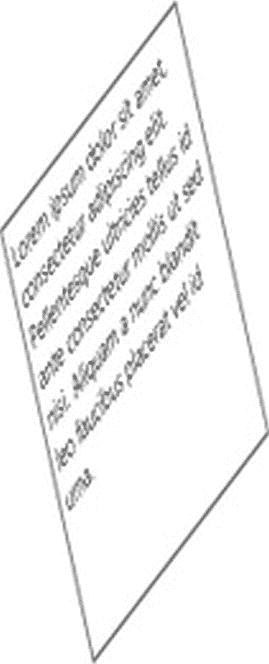 Lorem ipsum dolor sit amet
consectetur adipiscing elit
Pellentesque ultricies tellus id
ante consectetur mollis ut sed
nisi. Aliquam a nunc blandit
leo faucibus placerat vel id
urna.